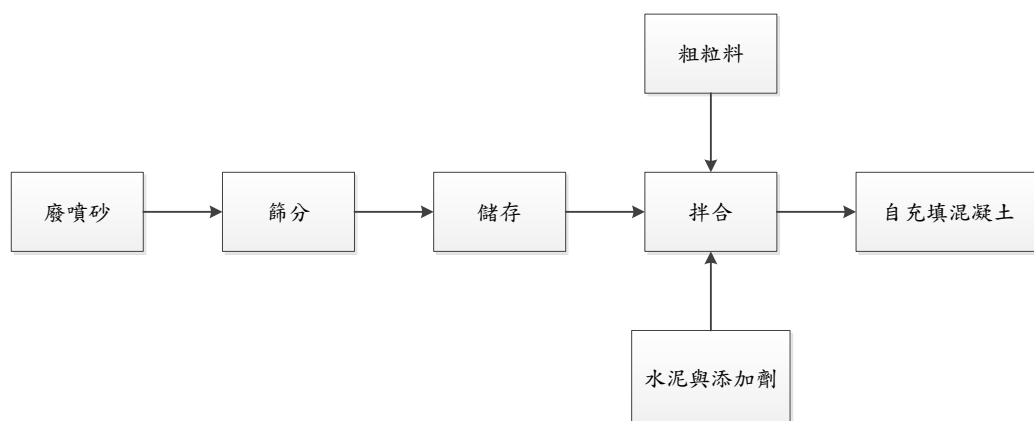 粗粒料
廢噴砂
篩分
儲存
拌合
自充填混凝土
水泥與添加劑